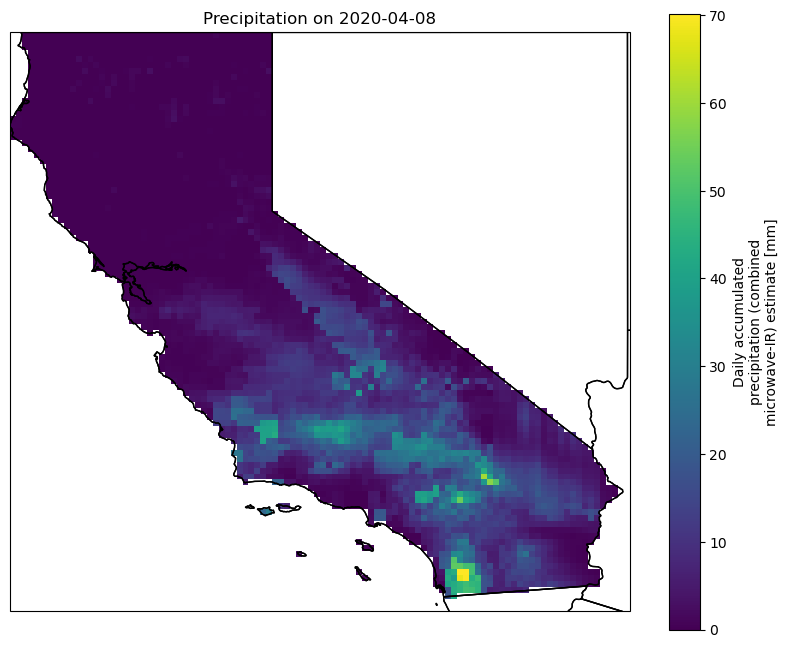 Precipitation on 2020-04-08
70
60
50
40
30
20
10
0
Daily accumulated
precipitation (combined
microwave-IR) estimate [mm]